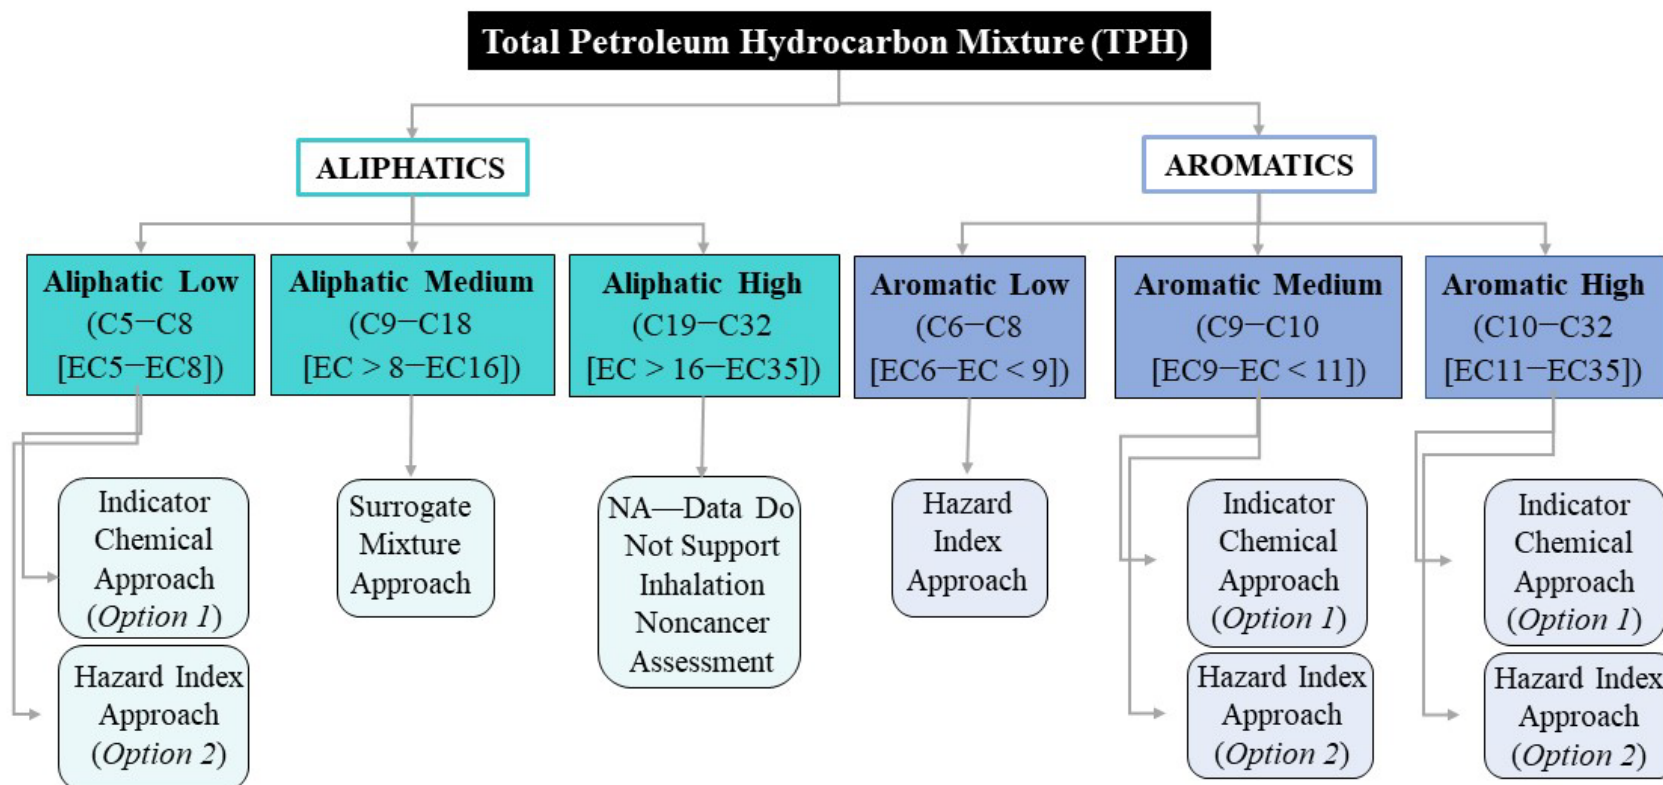 Total Petroleum Hydrocarbon Mixture (TPH)
ALIPHATICS
AROMATICS
Aliphatic Low
(C5–C8
[EC5–EC8])
Aliphatic Medium
(C9–C18
[EC > 8–EC16])
Aliphatic High
(C19–C32
[EC > 16–EC35])
Aromatic Low
(C6–C8
[EC6–EC < 9])
Aromatic Medium
(C9–C10
[EC9–EC < 11])
Aromatic High
(C10–C32
[EC11–EC35])
Indicator
Chemical
Approach
(Option 1)
Hazard Index
Approach
(Option 2)
Surrogate
Mixture
Approach
NA—Data Do
Not Support
Inhalation
Noncancer
Assessment
Hazard
Index
Approach
Indicator
Chemical
Approach
(Option 1)
Hazard Index
Approach
(Option 2)
Indicator
Chemical
Approach
(Option 1)
Hazard Index
Approach
(Option 2)